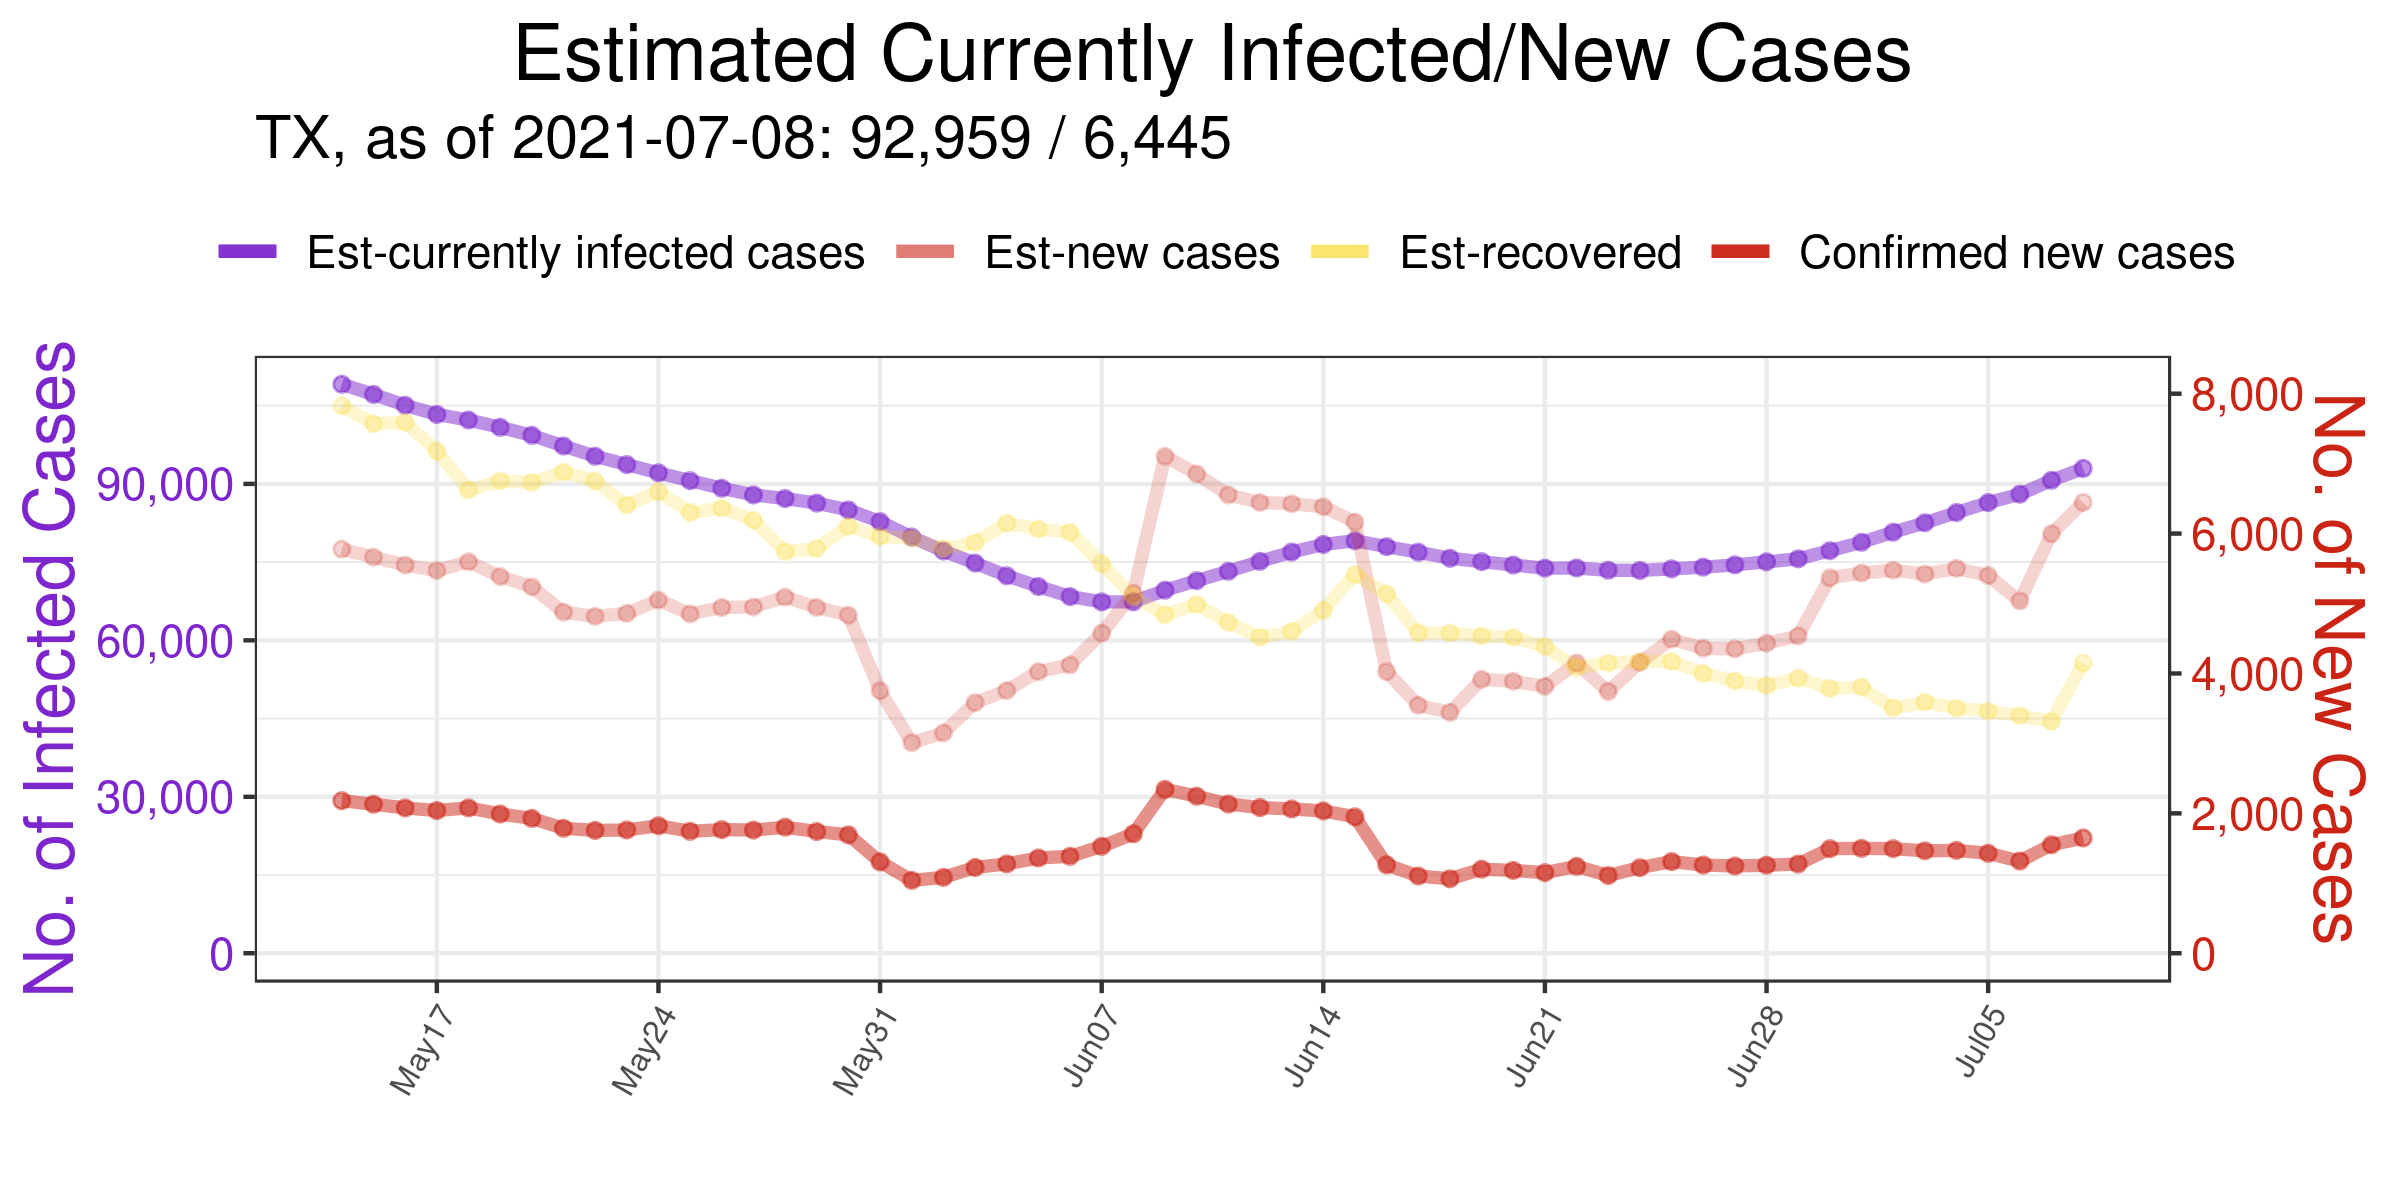 Estimated Currently Infected/New Cases
TX, as of 2021-07-08: 92,959 / 6,445
Est-currently infected cases Est-new cases Est-recovered Confirmed new cases
No. of Infected Cases
90,000
60,000
30,000
0
8,000
6,000
4,000
2,000
0
No. of New Cases
May17 May24 May31 Jun07 Jun14 Jun21 Jun28 Jul05